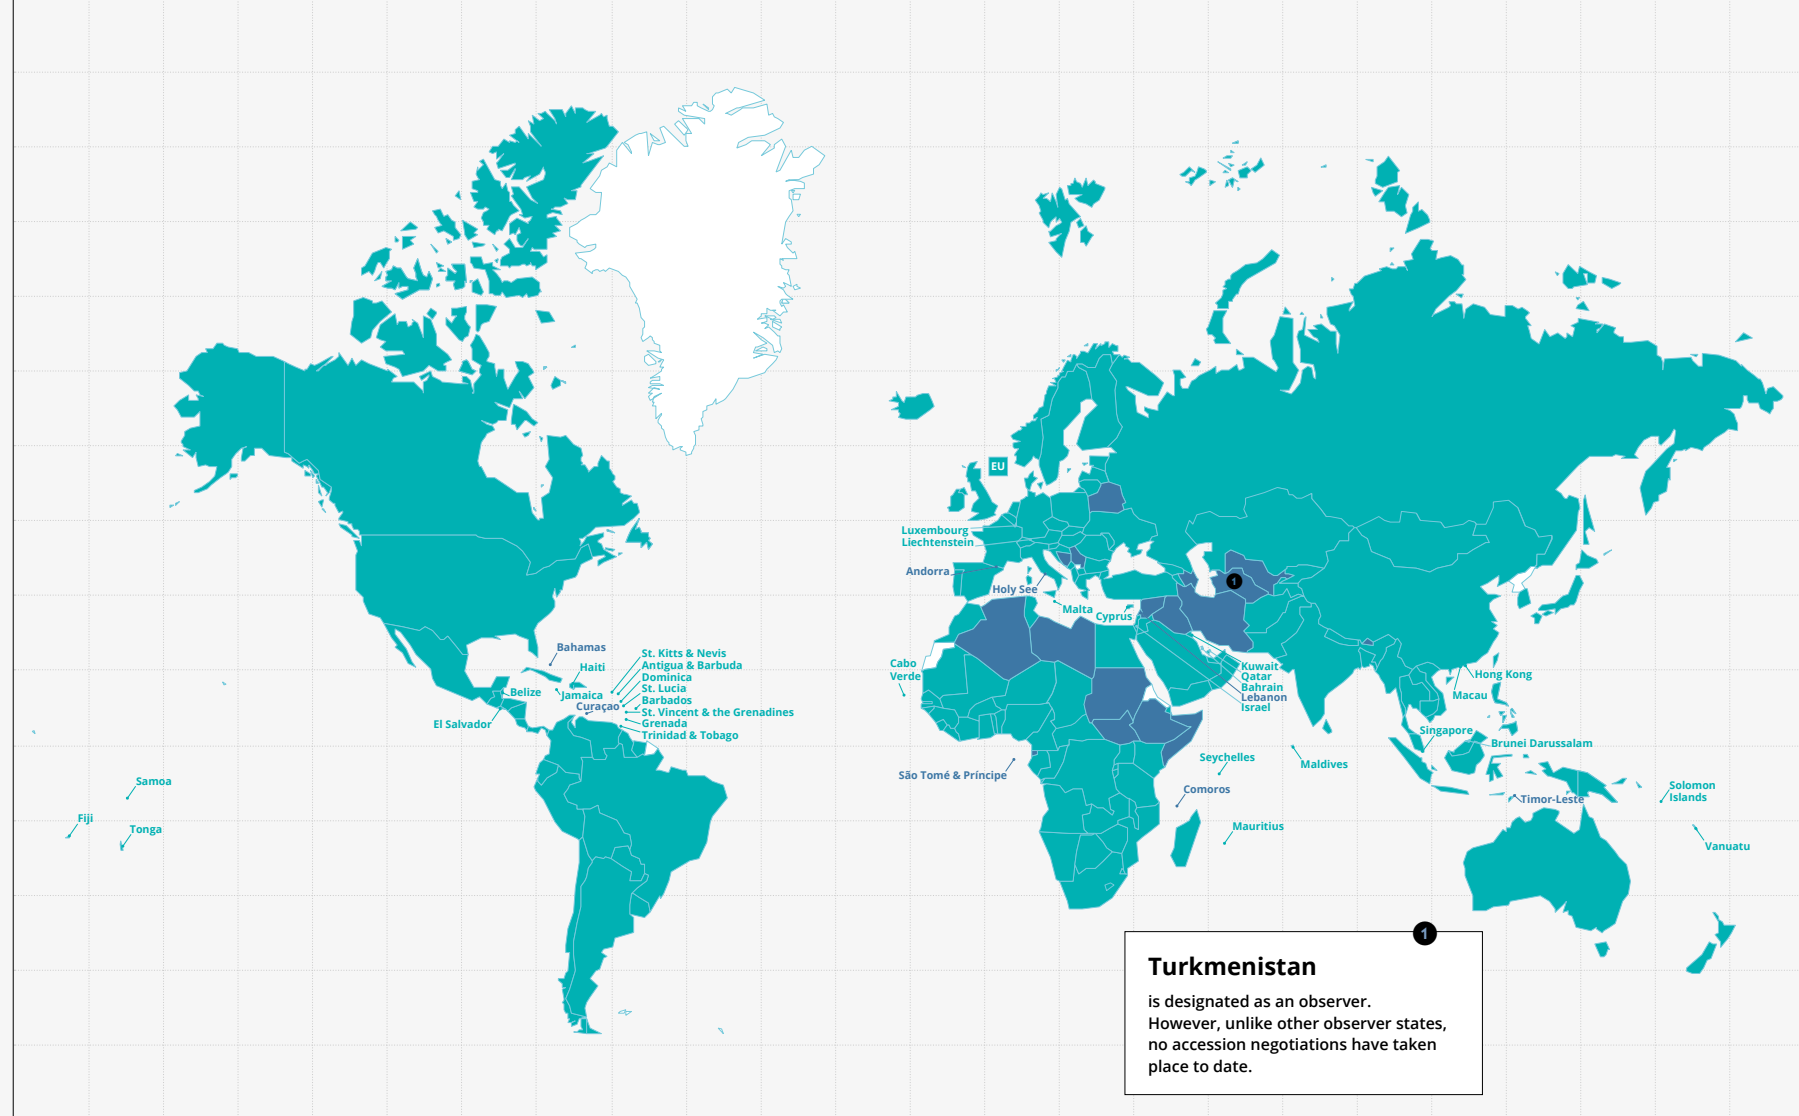 EU
Luxembourg
Liechtenstein
Andorra
Holy See
Malta
Cyprus
1
Bahamas
Haiti
Belize
Jamaica
Curaçao
El Salvador
St. Kitts & Nevis
Antigua & Barbuda
Dominica
St. Lucia
Barbados
St. Vincent & the Grenadines
Grenada
Trinidad & Tobago
Cabo
Verde
Kuwait
Qatar
Bahrain
Lebanon
Israel
Hong Kong
Macau
Singapore
Brunei Darussalam
São Tomé & Príncipe
Seychelles
Comoros
Maldives
Mauritius
Timor-Leste
Solomon
Islands
Vanuatu
Samoa
Fiji
Tonga
1
Turkmenistan
is designated as an observer.
However, unlike other observer states,
no accession negotiations have taken
place to date.